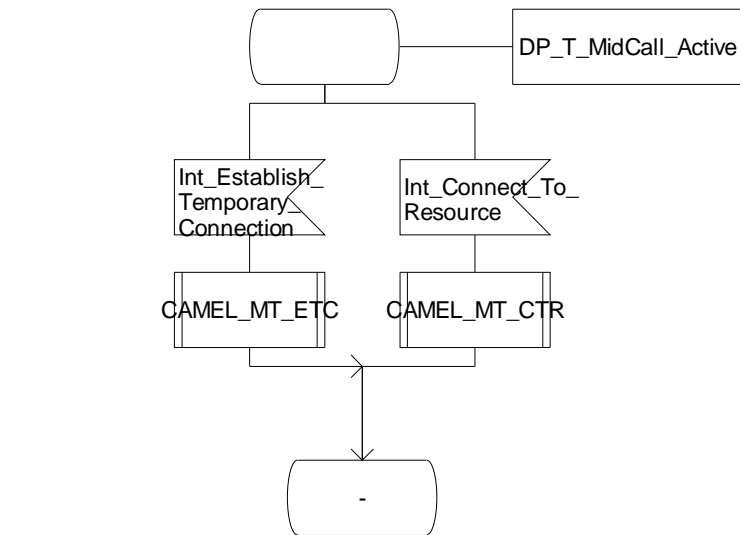 DP_T_MidCall_Active
Int_Establish_
Temporary_
Connection
Int_Connect_To_
Resource
CAMEL_MT_ETC
CAMEL_MT_CTR
-